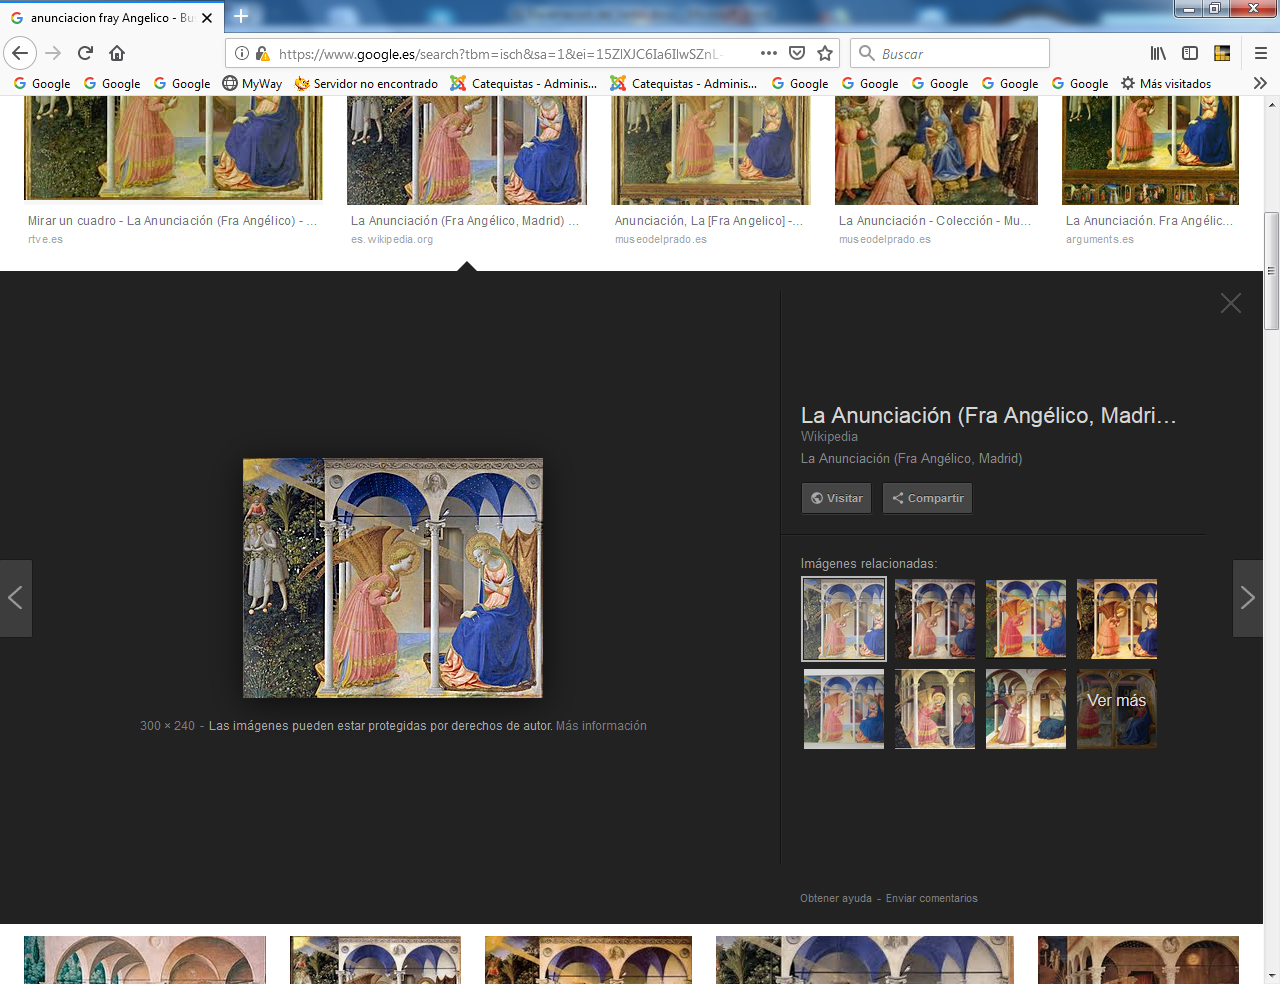 anunciacion fray Angelico - Bu
https://www.google.es/search?tbm=isch&sa=1&ei=15ZlXJC6Ia6IlwSZnL-
Buscar
Google
Google
Google
MyWay
Servidor no encontrado
Catequistas - Adminis...
Catequistas - Adminis...
Google
Google
Google
Google
Google
Más visitados
Mirar un cuadro - La Anunciación (Fra Angélico) - ...
rtve.es
La Anunciación (Fra Angélico, Madrid) ...
es.wikipedia.org
Anunciación, La [Fra Angelico] -...
museodelprado.es
La Anunciación - Colección - Mu...
museodelprado.es
La Anunciación. Fra Angélic...
arguments.es
La Anunciación (Fra Angélico, Madri...
Wikipedia
La Anunciación (Fra Angélico, Madrid)
Visitar
Compartir
Imágenes relacionadas:
Ver más
300 × 240 - Las imágenes pueden estar protegidas por derechos de autor. Más información
Obtener ayuda - Enviar comentarios